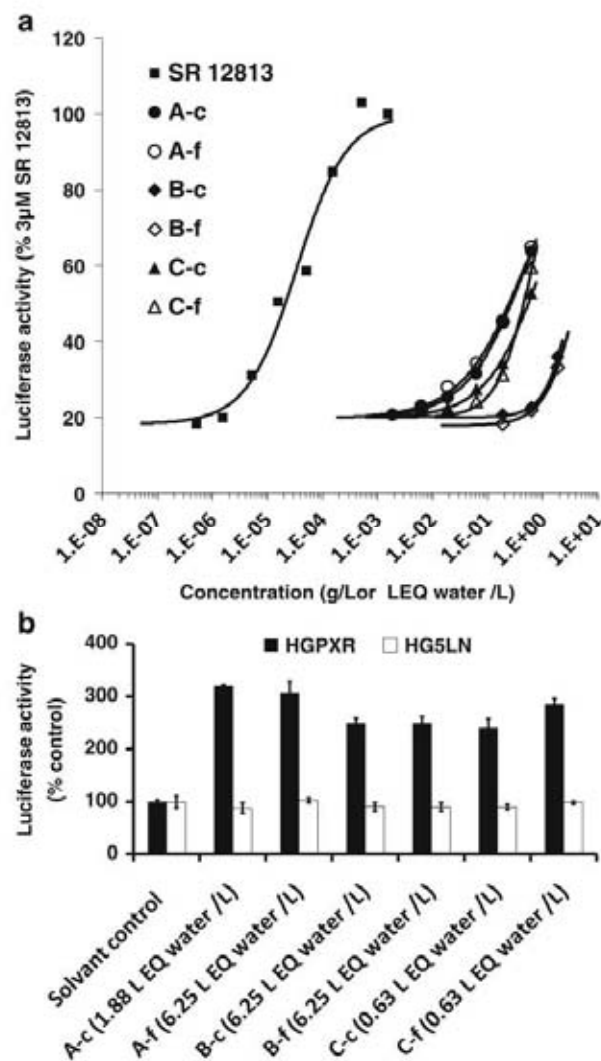 a
120
100
80
60
40
20
0
Luciferase activity (% 3µM SR 12813)
SR 12813
A-c
A-f
B-c
B-f
C-c
C-f
1.E-08
1.E-07
1.E-06
1.E-05
1.E-04
1.E-03
1.E-02
1.E-01
1.E+00
1.E+01
Concentration (g/Lor LEQ water /L)
b
HGPXR
HG5LN
400
300
200
100
0
Luciferase activity
(% control)
Solvant control
A-c (1.88 L EQ water /L)
A-f (6.25 L EQ water /L)
B-c (6.25 L EQ water /L)
B-f (6.25 L EQ water /L)
C-c (0.63 L EQ water /L)
C-f (0.63 L EQ water /L)